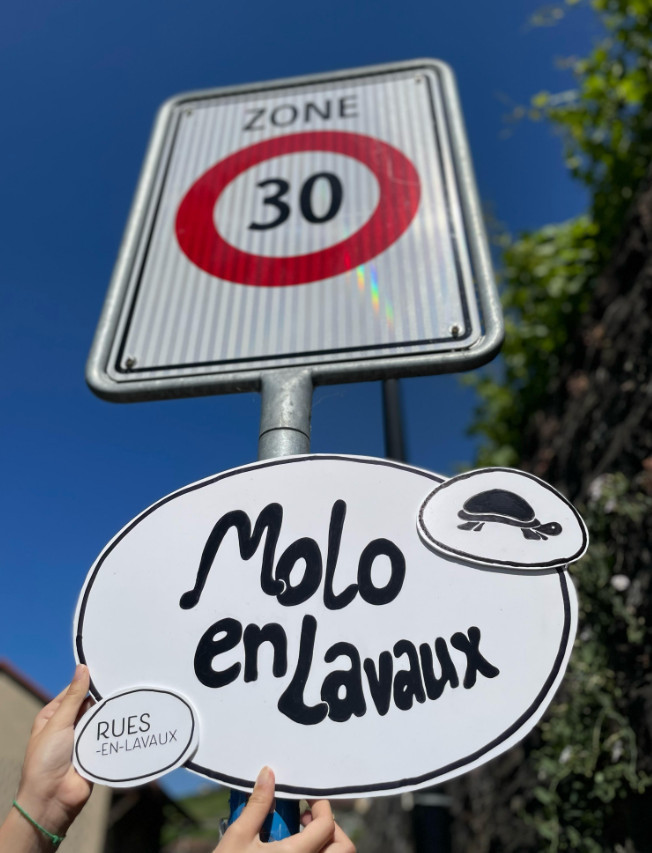 ZONE
30
Molo
en Lavaux
RUES
-EN-LAVAUX